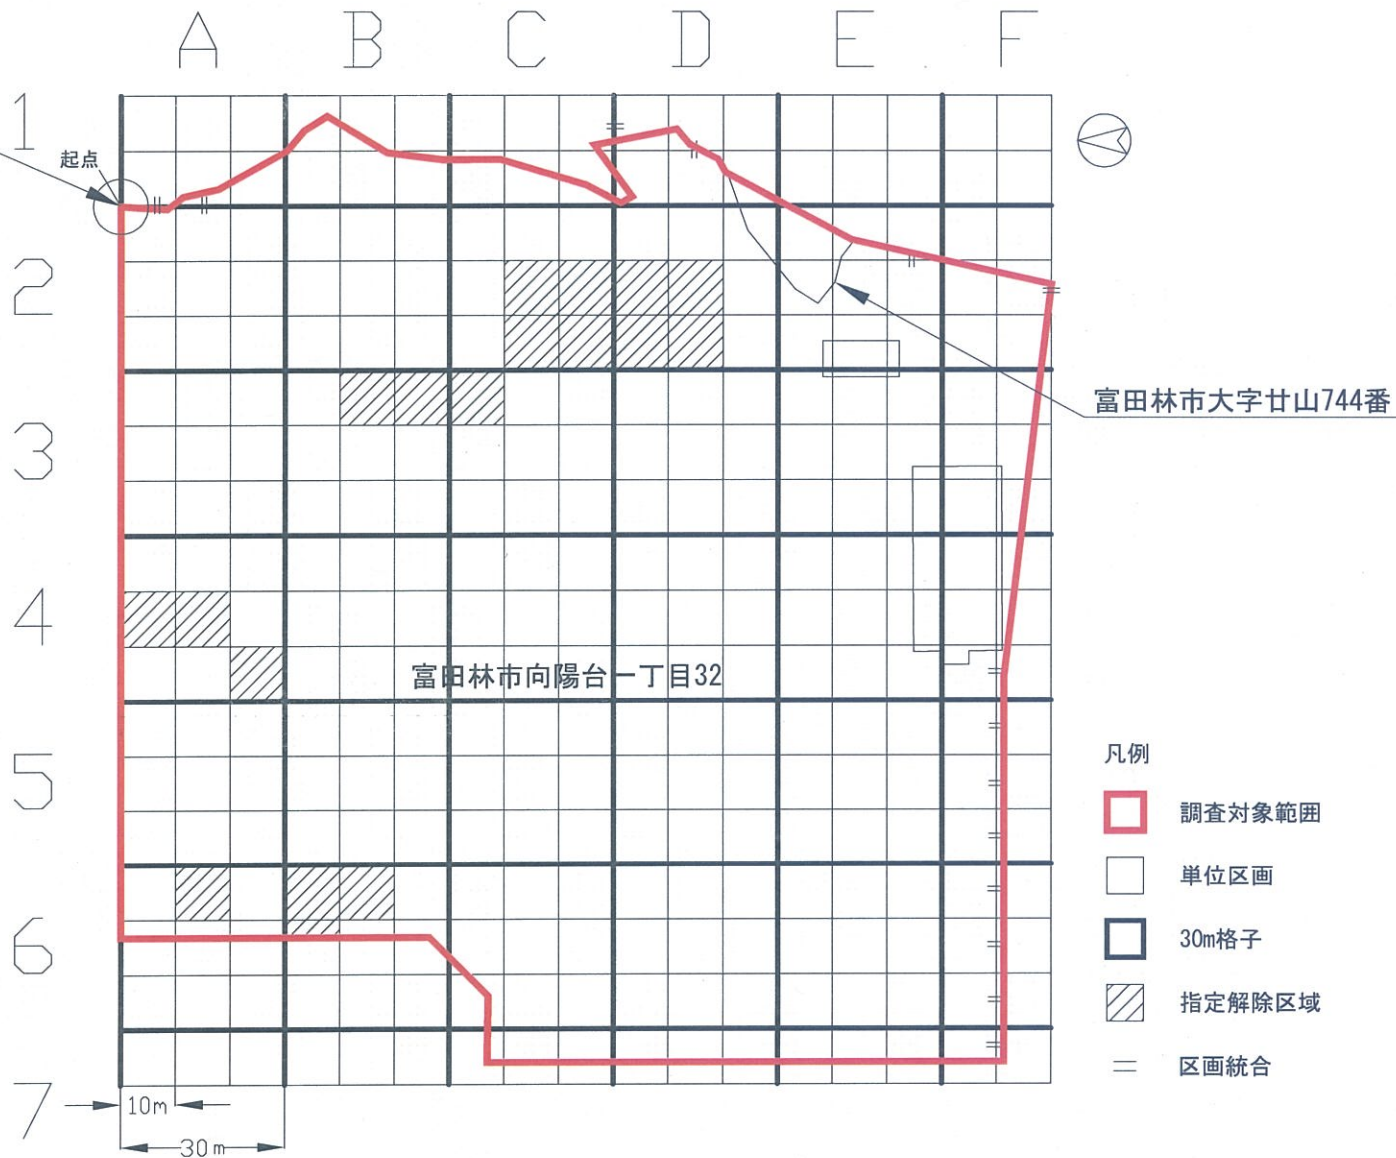 A B C D E F
1
起点
2
富田林市大字廿山744番
3
4
富田林市向陽台一丁目32
5
凡例
調査対象範囲
単位区画
6
30m格子
指定解除区域
区画統合
7
10m
30m